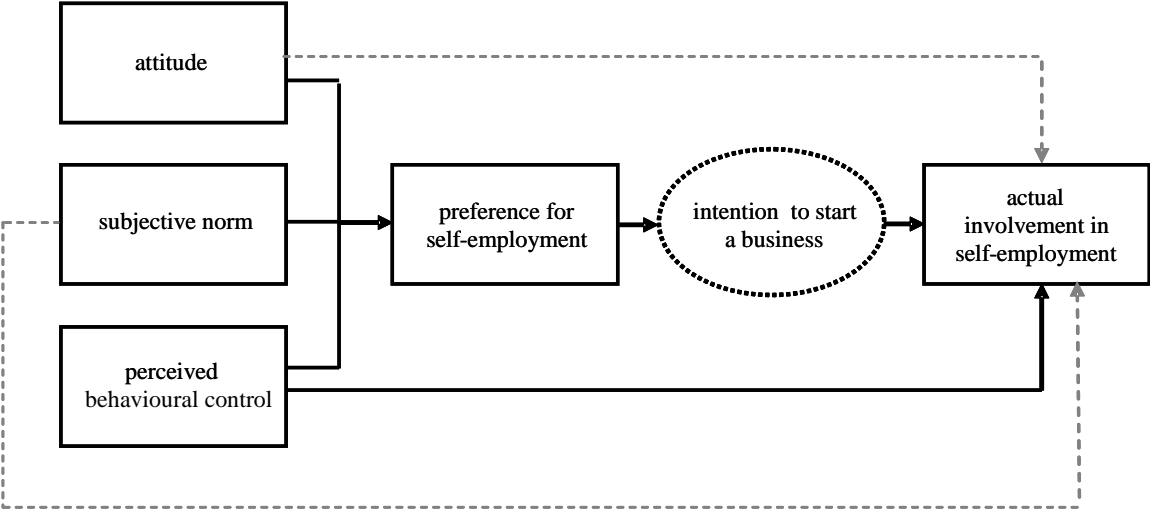 attitude
subjective norm
preference for
self-employment
intention to start
a business
actual
involvement in
self-employment
perceived
behavioural control